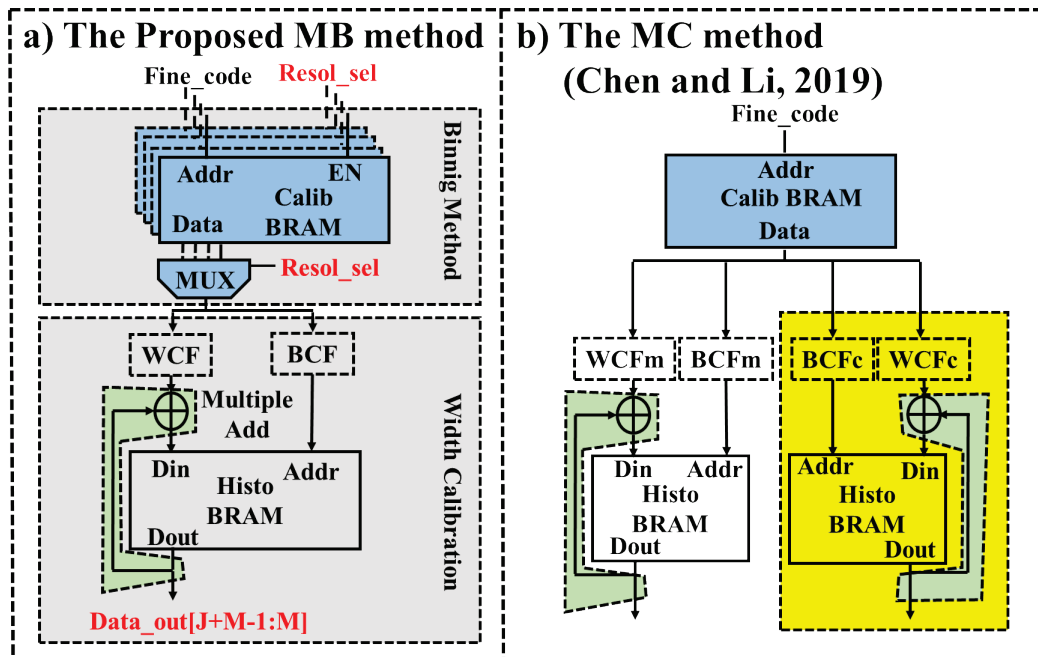 a) The Proposed MB method
Fine_code
Resol_sel
Addr
EN
Calib
BRAM
Data
MUX
Resol_sel
Binnig Method
WCF
BCF
Multiple
Add
Din
Addr
Histo
BRAM
Dout
Width Calibration
Data_out[J+M-1:M]
b) The MC method
(Chen and Li, 2019)
Fine_code
Addr
Calib BRAM
Data
WCFm
BCFm
BCFc
WCFc
Din
Addr
Histo
BRAM
Dout
Addr
Din
Histo
BRAM
Dout